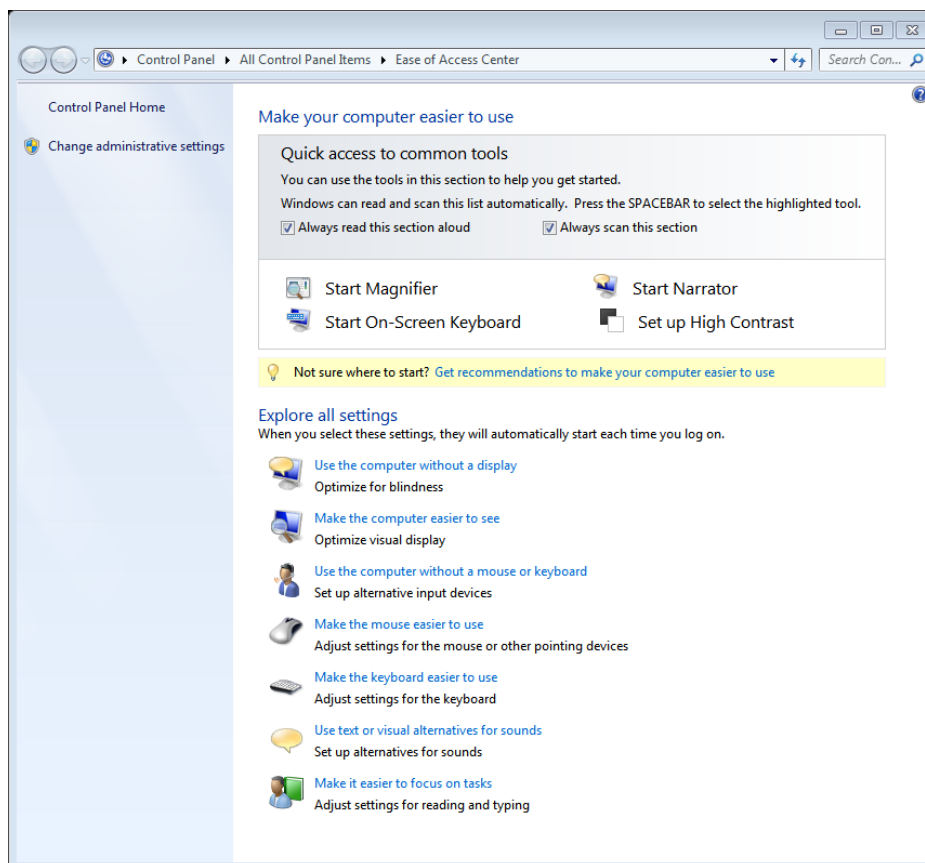 Control Panel All Control Panel Items Ease of Access Center Search Con...
Control Panel Home
Change administrative settings
Make your computer easier to use
Quick access to common tools
You can use the tools in this section to help you get started.
Windows can read and scan this list automatically. Press the SPACEBAR to select the highlighted tool.
Always read this section aloud Always scan this section
Start Magnifier Start Narrator
Start On-Screen Keyboard Set up High Contrast
Not sure where to start? Get recommendations to make your computer easier to use
Explore all settings
When you select these settings, they will automatically start each time you log on.
Use the computer without a display
Optimize for blindness
Make the computer easier to see
Optimize visual display
Use the computer without a mouse or keyboard
Set up alternative input devices
Make the mouse easier to use
Adjust settings for the mouse or other pointing devices
Make the keyboard easier to use
Adjust settings for the keyboard
Use text or visual alternatives for sounds
Set up alternatives for sounds
Make it easier to focus on tasks
Adjust settings for reading and typing